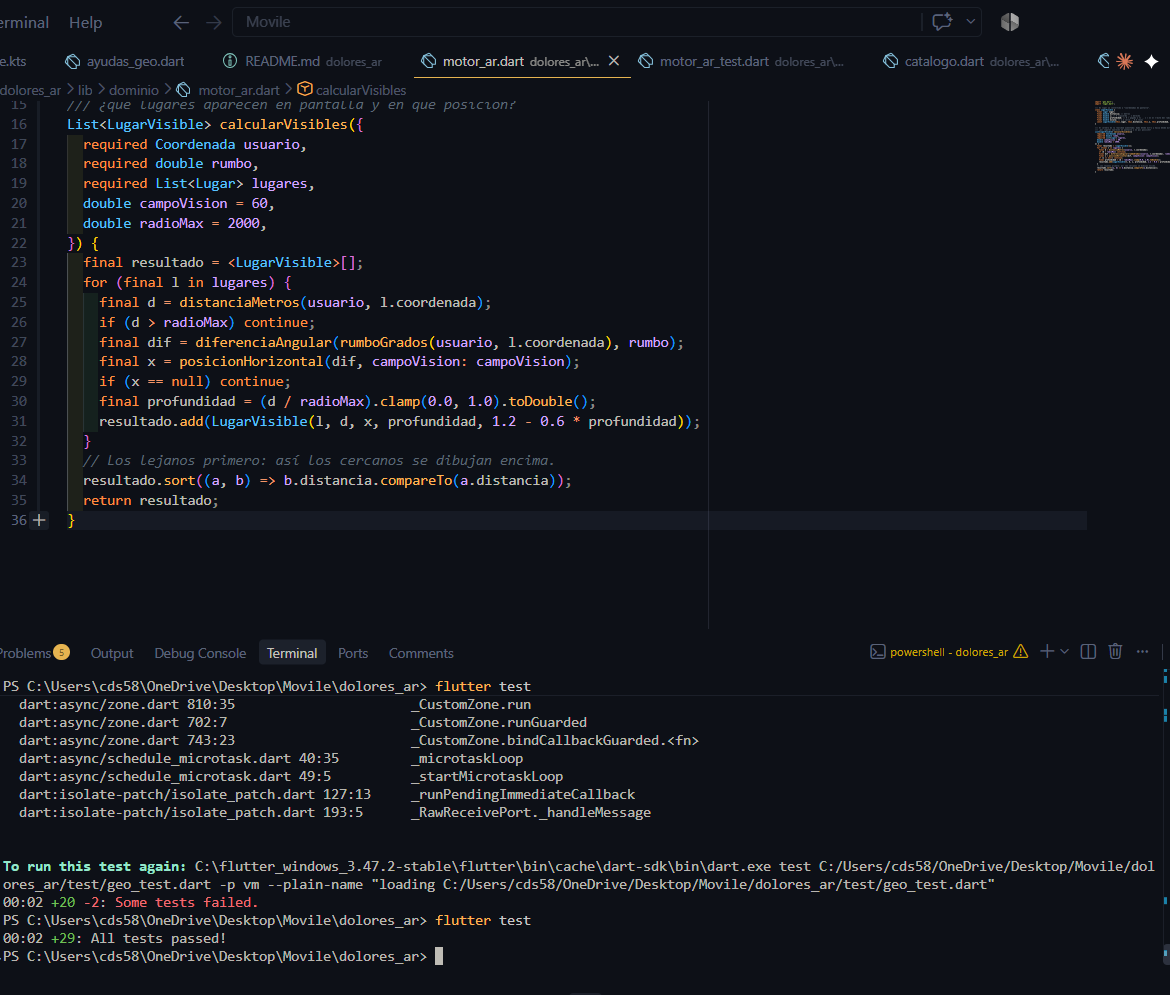 erminal Help Movile
e.kts ayudas_geo.dart README.md dolores_ar motor_ar.dart dolores_ar\... motor_ar_test.dart dolores_ar\... catalogo.dart dolores_ar\...
dolores_ar > lib > dominio > motor_ar.dart > calcularVisibles
15 /// ¿qué lugares aparecen en pantalla y en qué posición?
16 List<LugarVisible> calcularVisibles({
17 required Coordenada usuario,
18 required double rumbo,
19 required List<Lugar> lugares,
20 double campoVision = 60,
21 double radioMax = 2000,
22 }) {
23 final resultado = <LugarVisible>[];
24 for (final l in lugares) {
25 final d = distanciaMetros(usuario, l.coordenada);
26 if (d > radioMax) continue;
27 final dif = diferenciaAngular(rumboGrados(usuario, l.coordenada), rumbo);
28 final x = posicionHorizontal(dif, campoVision: campoVision);
29 if (x == null) continue;
30 final profundidad = (d / radioMax).clamp(0.0, 1.0).toDouble();
31 resultado.add(LugarVisible(l, d, x, profundidad, 1.2 - 0.6 * profundidad));
32 }
33 // Los lejanos primero: así los cercanos se dibujan encima.
34 resultado.sort((a, b) => b.distancia.compareTo(a.distancia));
35 return resultado;
36 }
Problems 5 Output Debug Console Terminal Ports Comments powershell - dolores_ar
PS C:\Users\cds58\OneDrive\Desktop\Movile\dolores_ar> flutter test
dart:async/zone.dart 810:35 _CustomZone.run
dart:async/zone.dart 702:7 _CustomZone.runGuarded
dart:async/zone.dart 743:23 _CustomZone.bindCallbackGuarded.<fn>
dart:async/schedule_microtask.dart 40:35 _microtaskLoop
dart:async/schedule_microtask.dart 49:5 _startMicrotaskLoop
dart:isolate-patch/isolate_patch.dart 127:13 _runPendingImmediateCallback
dart:isolate-patch/isolate_patch.dart 193:5 _RawReceivePort._handleMessage
To run this test again: C:\flutter_windows_3.47.2-stable\flutter\bin\cache\dart-sdk\bin\dart.exe test C:/Users/cds58/OneDrive/Desktop/Movile/dol
ores_ar/test/geo_test.dart -p vm --plain-name "loading C:/Users/cds58/OneDrive/Desktop/Movile/dolores_ar/test/geo_test.dart"
00:02 +20 -2: Some tests failed.
PS C:\Users\cds58\OneDrive\Desktop\Movile\dolores_ar> flutter test
00:02 +29: All tests passed!
PS C:\Users\cds58\OneDrive\Desktop\Movile\dolores_ar>